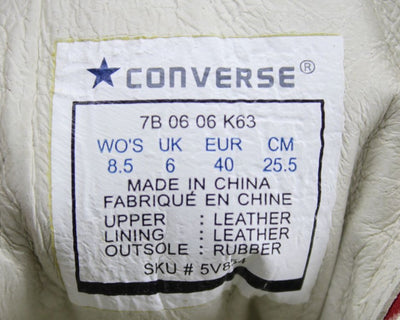 CONVERSE®
7B 06 06 K63
WO'S UK EUR CM
8.5 6 40 25.5
MADE IN CHINA
FABRIQUÉ EN CHINE
UPPER : LEATHER
LINING : LEATHER
OUTSOLE : RUBBER
SKU #